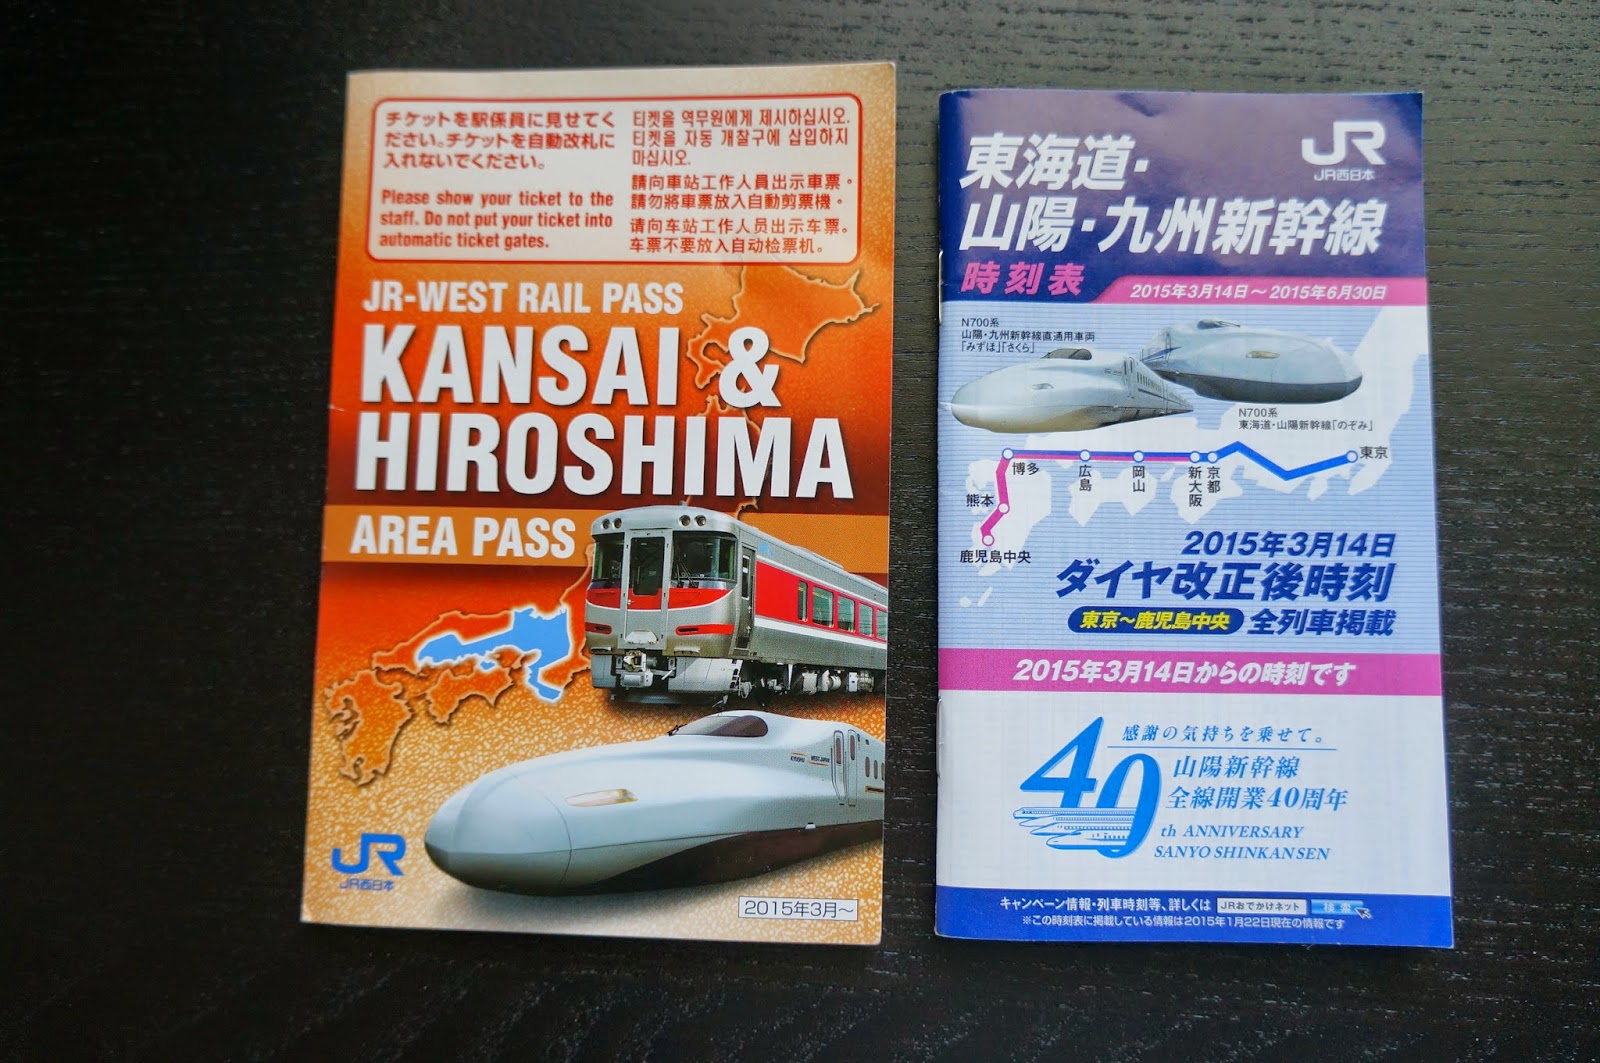 チケットを駅係員に見せてく
ださい。チケットを自動改札に
入れないでください。
Please show your ticket to the
staff. Do not put your ticket into
automatic ticket gates.
티켓을 역무원에게 제시하십시오.
티켓을 자동 개찰구에 삽입하지
마십시오.
請向車站工作人員出示車票。
請勿將車票放入自動剪票機。
请向车站工作人员出示车票。
车票不要放入自动检票机。
JR-WEST RAIL PASS
KANSAI &
HIROSHIMA
AREA PASS
KYUSHU WEST JAPAN
JR
JR西日本
2015年3月～
JR
JR西日本
東海道・
山陽・九州新幹線
時刻表
2015年3月14日～2015年6月30日
N700系
山陽・九州新幹線直通用車両
「みずほ」「さくら」
N700系
東海道・山陽新幹線「のぞみ」
東京
京都
新大阪
岡山
広島
博多
熊本
鹿児島中央
2015年3月14日
ダイヤ改正後時刻
東京～鹿児島中央 全列車掲載
2015年3月14日からの時刻です
感謝の気持ちを乗せて。
40
山陽新幹線
全線開業40周年
th ANNIVERSARY
SANYO SHINKANSEN
キャンペーン情報・列車時刻等、詳しくは JRおでかけネット 検索
※この時刻表に掲載している情報は2015年1月22日現在の情報です